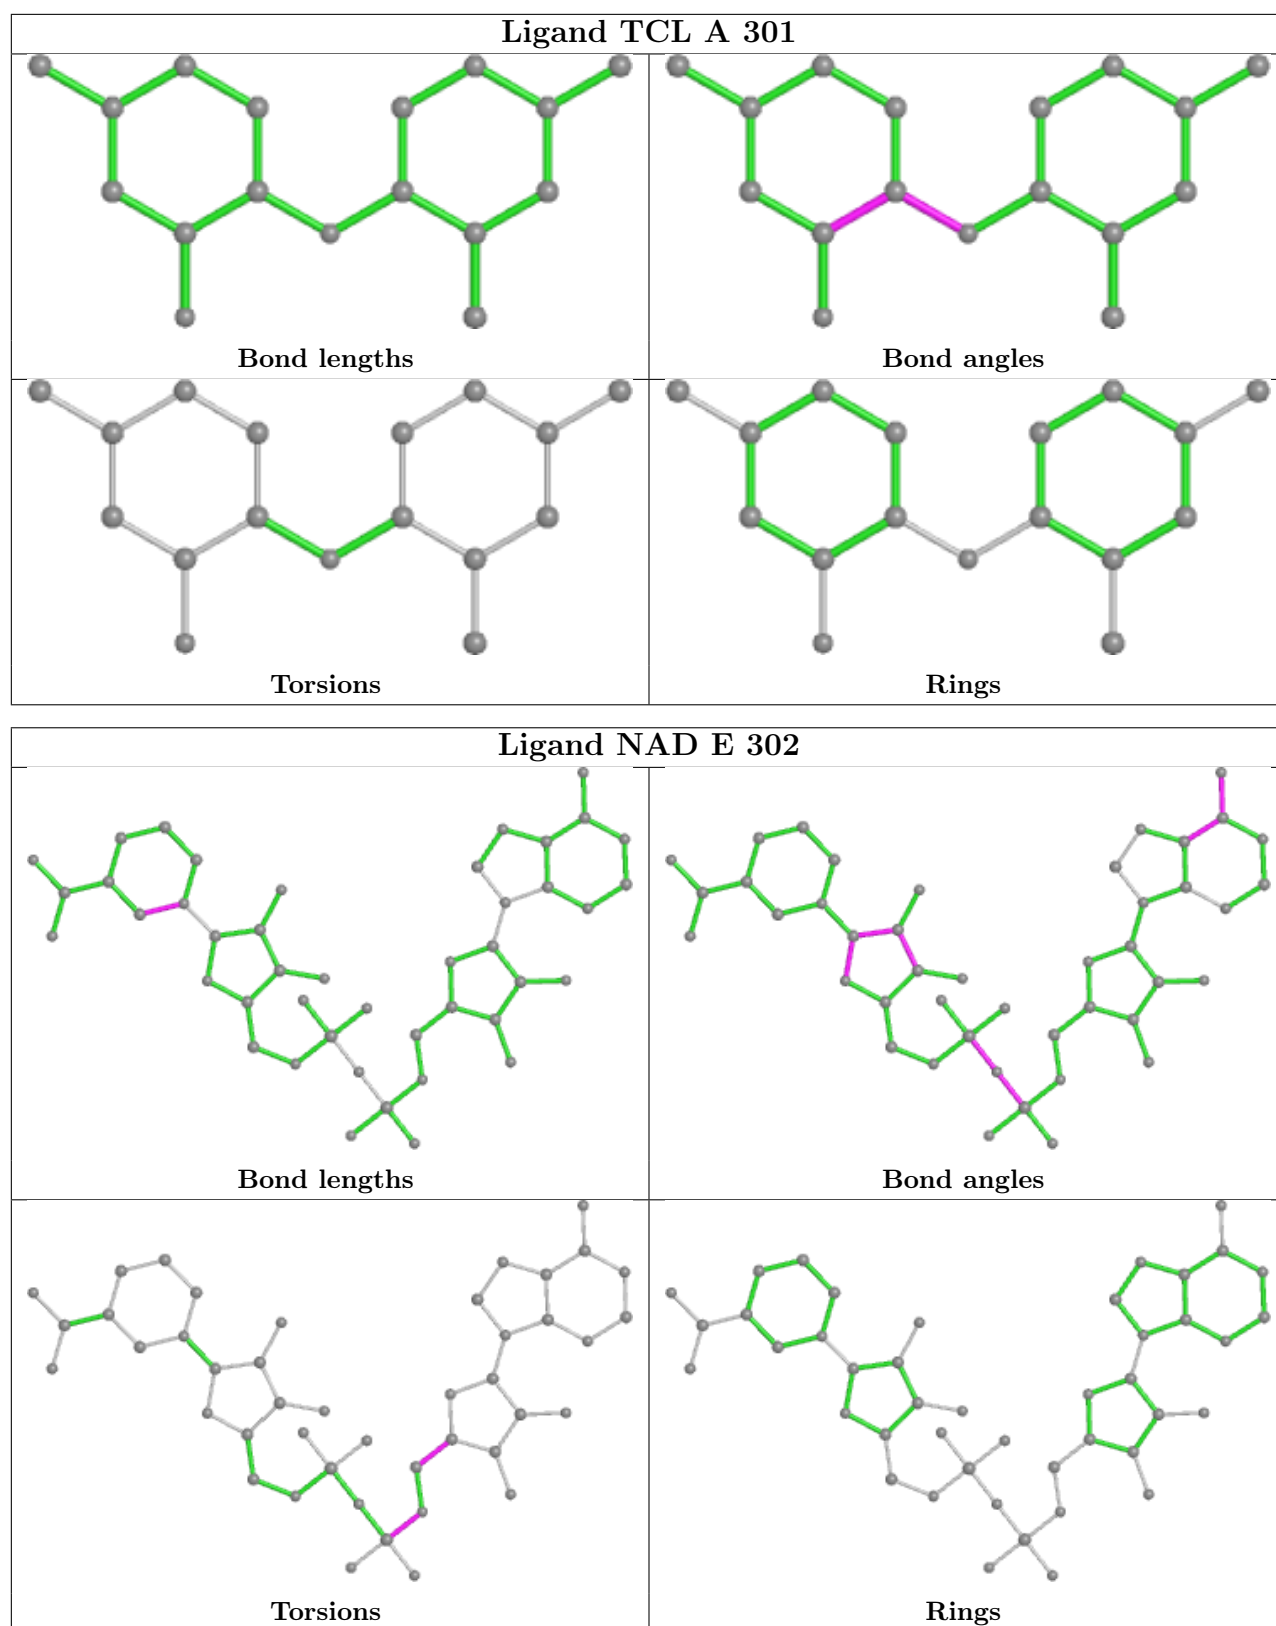 Ligand TCL A 301
Bond lengths
Bond angles
Torsions
Rings
Ligand NAD E 302
Bond lengths
Bond angles
Torsions
Rings